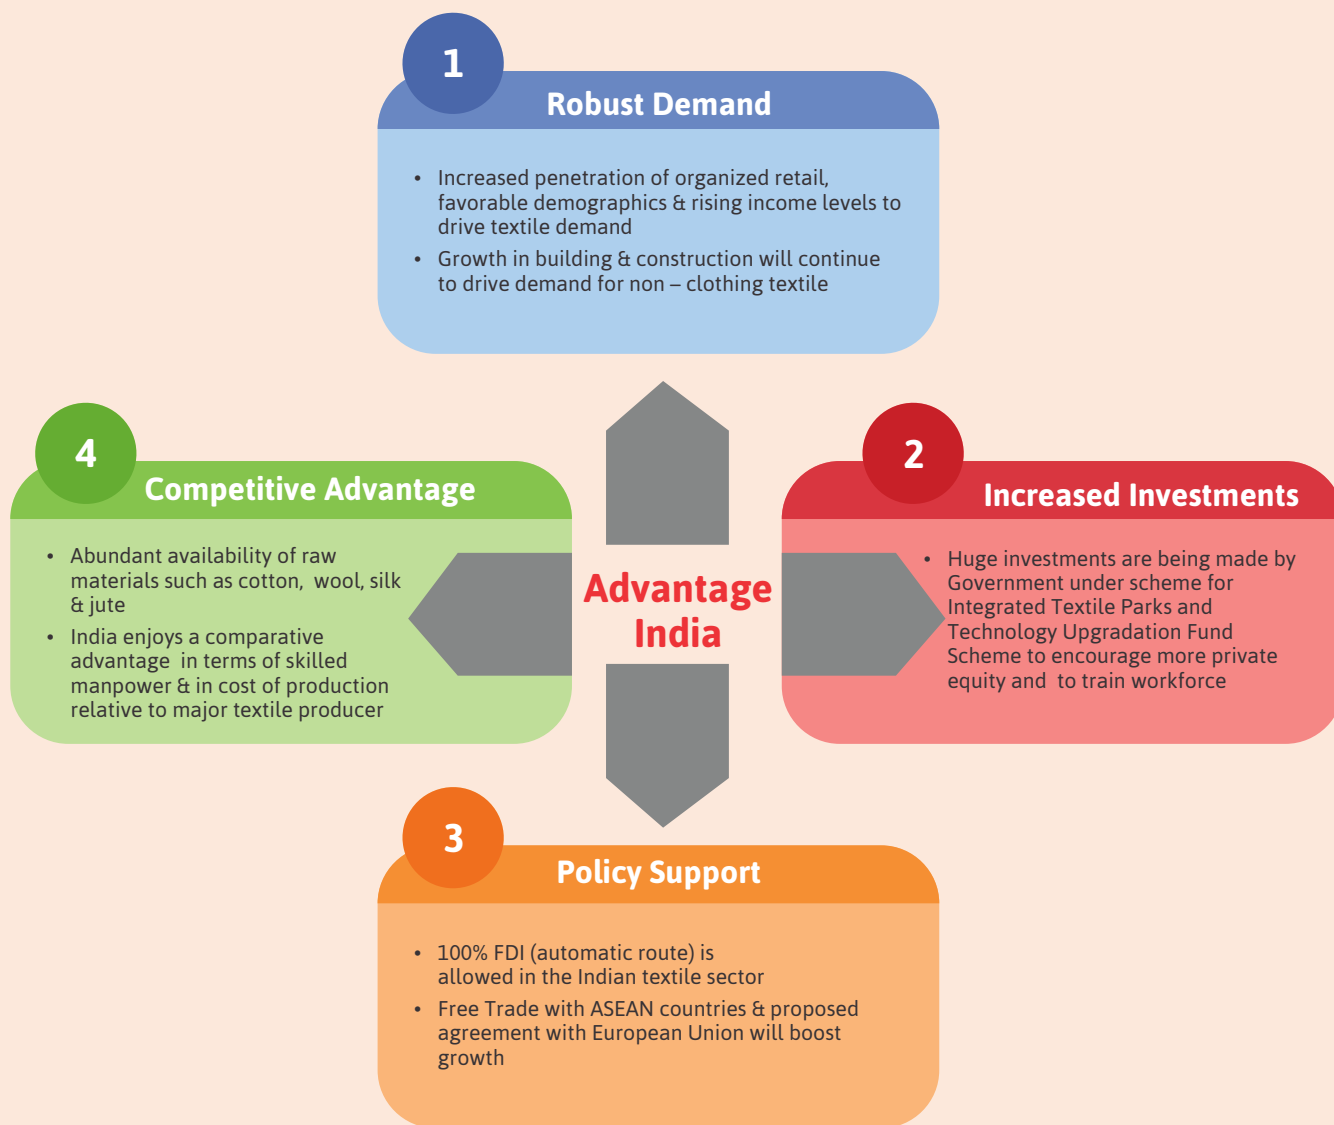 1
Robust Demand
• Increased penetration of organized retail,
favorable demographics & rising income levels to
drive textile demand
• Growth in building & construction will continue
to drive demand for non – clothing textile
4
Competitive Advantage
• Abundant availability of raw
materials such as cotton,  wool, silk
& jute
• India enjoys a comparative
advantage  in terms of skilled
manpower & in cost of production
relative to major textile producer
Advantage
India
2
Increased Investments
• Huge investments are being made by
Government under scheme for
Integrated Textile Parks and
Technology Upgradation Fund
Scheme to encourage more private
equity and  to train workforce
3
Policy Support
• 100% FDI (automatic route) is
allowed in the Indian textile sector
• Free Trade with ASEAN countries & proposed
agreement with European Union will boost
growth